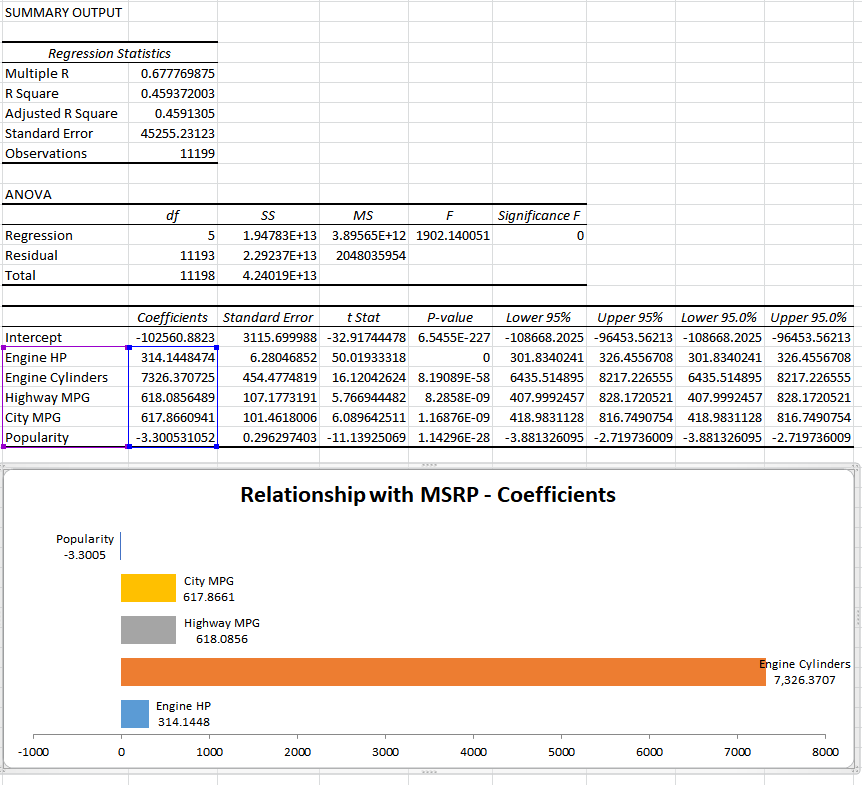 SUMMARY OUTPUT
Regression Statistics
Multiple R 0.677769875
R Square 0.459372003
Adjusted R Square 0.4591305
Standard Error 45255.23123
Observations 11199
ANOVA
df SS MS F Significance F
Regression 5 1.94783E+13 3.89565E+12 1902.140051 0
Residual 11193 2.29237E+13 2048035954
Total 11198 4.24019E+13
Coefficients Standard Error t Stat P-value Lower 95% Upper 95% Lower 95.0% Upper 95.0%
Intercept -102560.8823 3115.699988 -32.91744478 6.5455E-227 -108668.2025 -96453.56213 -108668.2025 -96453.56213
Engine HP 314.1448474 6.28046852 50.01933318 0 301.8340241 326.4556708 301.8340241 326.4556708
Engine Cylinders 7326.370725 454.4774819 16.12042624 8.19089E-58 6435.514895 8217.226555 6435.514895 8217.226555
Highway MPG 618.0856489 107.1773191 5.766944482 8.2858E-09 407.9992457 828.1720521 407.9992457 828.1720521
City MPG 617.8660941 101.4618006 6.089642511 1.16876E-09 418.9831128 816.7490754 418.9831128 816.7490754
Popularity -3.300531052 0.296297403 -11.13925069 1.14296E-28 -3.881326095 -2.719736009 -3.881326095 -2.719736009
Relationship with MSRP - Coefficients
Popularity
-3.3005
City MPG
617.8661
Highway MPG
618.0856
Engine Cylinders
7,326.3707
Engine HP
314.1448
-1000 0 1000 2000 3000 4000 5000 6000 7000 8000